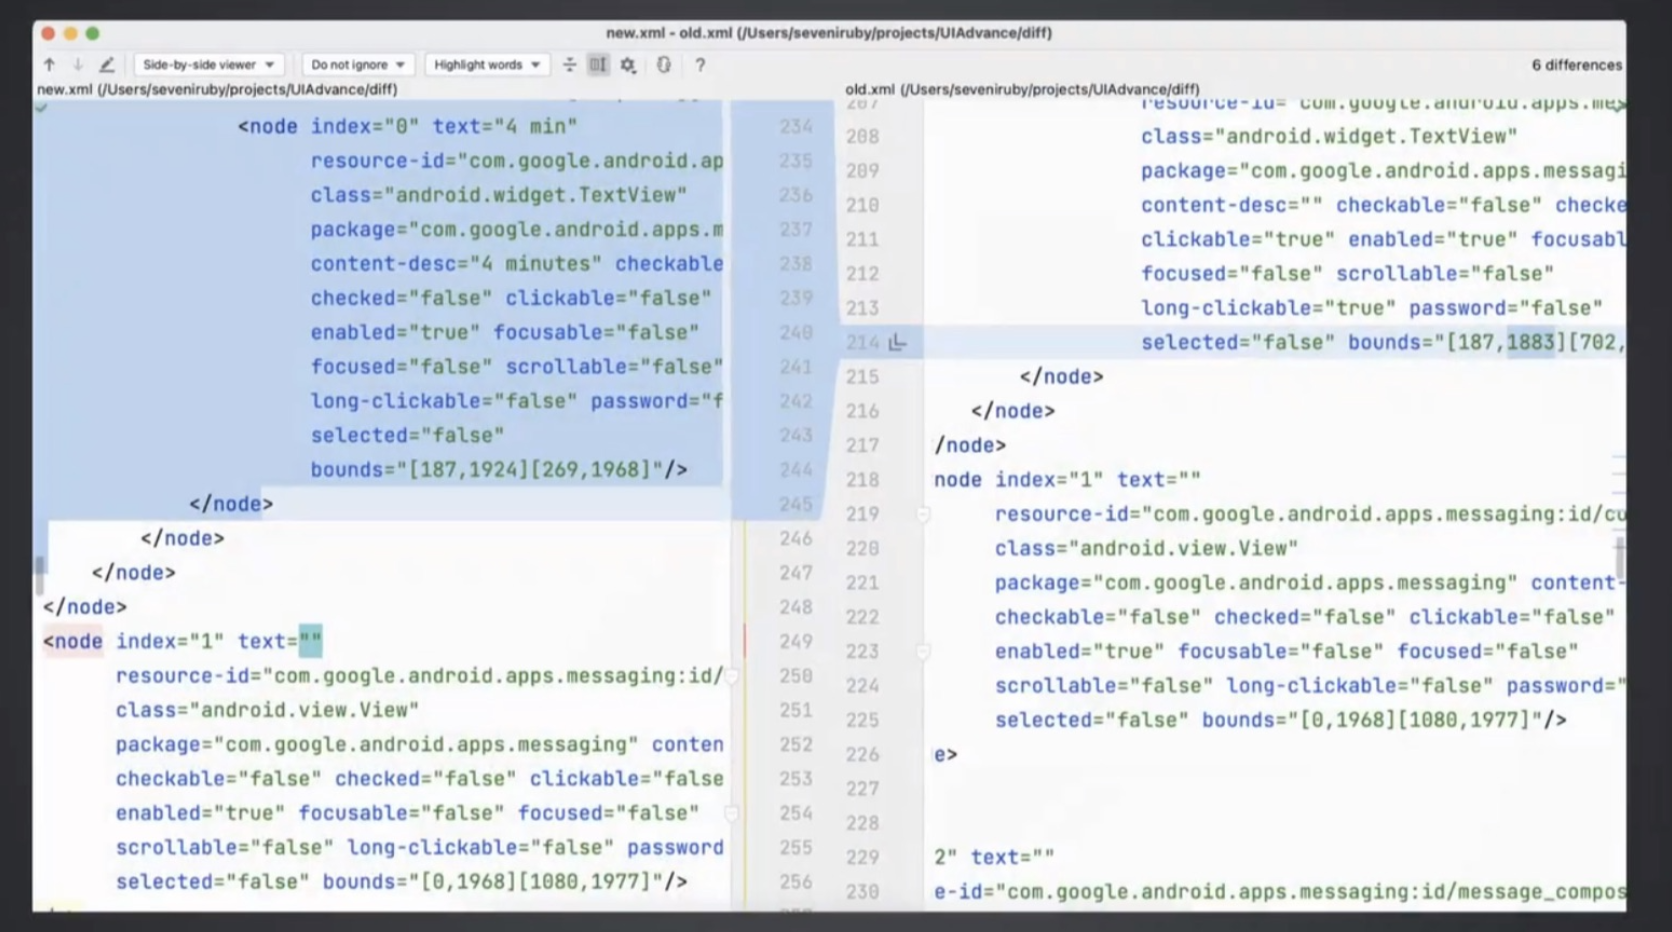 new.xml - old.xml (/Users/seveniruby/projects/UIAdvance/diff)
Side-by-side viewer
Do not ignore
Highlight words
?
6 differences
new.xml (/Users/seveniruby/projects/UIAdvance/diff)
<node index="0" text="4 min"
resource-id="com.google.android.ap
class="android.widget.TextView"
package="com.google.android.apps.m
content-desc="4 minutes" checkable
checked="false" clickable="false"
enabled="true" focusable="false"
focused="false" scrollable="false"
long-clickable="false" password="f
selected="false"
bounds="[187,1924][269,1968]"/>
</node>
</node>
</node>
</node>
<node index="1" text=""
resource-id="com.google.android.apps.messaging:id/
class="android.view.View"
package="com.google.android.apps.messaging" conten
checkable="false" checked="false" clickable="false
enabled="true" focusable="false" focused="false"
scrollable="false" long-clickable="false" password
selected="false" bounds="[0,1968][1080,1977]"/>
234
235
236
237
238
239
240
241
242
243
244
245
246
247
248
249
250
251
252
253
254
255
256
old.xml (/Users/seveniruby/projects/UIAdvance/diff)
207 resource-id="com.google.android.apps.mes
208 class="android.widget.TextView"
209 package="com.google.android.apps.messagi
210 content-desc="" checkable="false" checke
211 clickable="true" enabled="true" focusabl
212 focused="false" scrollable="false"
213 long-clickable="true" password="false"
214 selected="false" bounds="[187,1883][702,
215 </node>
216 </node>
217 /node>
218 node index="1" text=""
219 resource-id="com.google.android.apps.messaging:id/co
220 class="android.view.View"
221 package="com.google.android.apps.messaging" content-
222 checkable="false" checked="false" clickable="false"
223 enabled="true" focusable="false" focused="false"
224 scrollable="false" long-clickable="false" password="
225 selected="false" bounds="[0,1968][1080,1977]"/>
226 e>
227
228
229 2" text=""
230 e-id="com.google.android.apps.messaging:id/message_compos